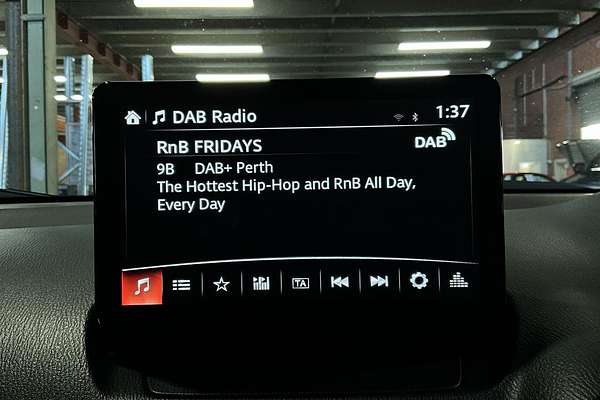 DAB Radio
1:37
RnB FRIDAYS
DAB
9B DAB+ Perth
The Hottest Hip-Hop and RnB All Day,
Every Day
TA